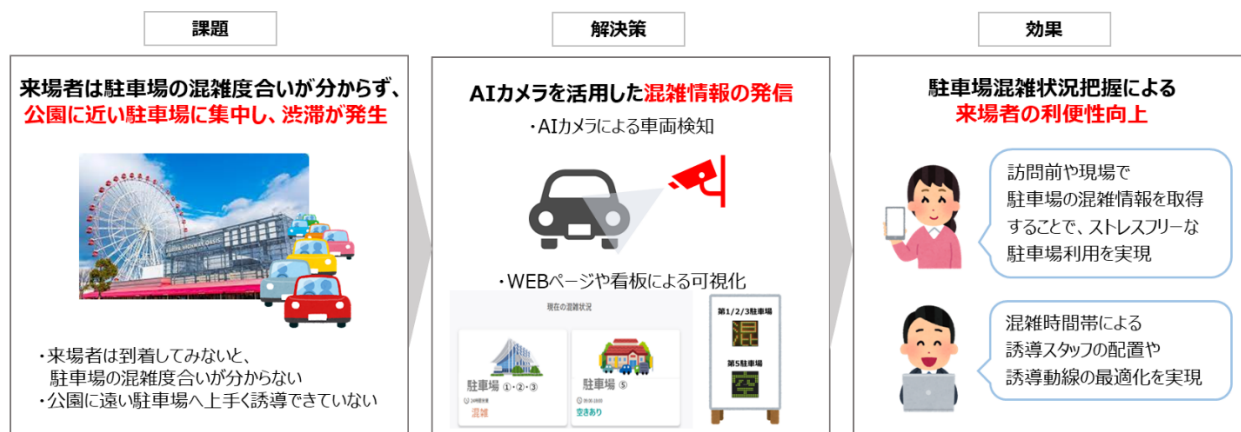 課題
来場者は駐車場の混雑度合いが分からず、
公園に近い駐車場に集中し、渋滞が発生
・来場者は到着してみないと、
駐車場の混雑度合いが分からない
・公園に遠い駐車場へ上手く誘導できていない
解決策
AIカメラを活用した混雑情報の発信
・AIカメラによる車両検知
・WEBページや看板による可視化
現在の混雑状況
駐車場 ①・②・③
混雑
駐車場 ⑤
空きあり
第1/2/3駐車場
混
第5駐車場
空
効果
駐車場混雑状況把握による
来場者の利便性向上
訪問前や現場で
駐車場の混雑情報を取得
することで、ストレスフリーな
駐車場利用を実現
混雑時間帯による
誘導スタッフの配置や
誘導動線の最適化を実現